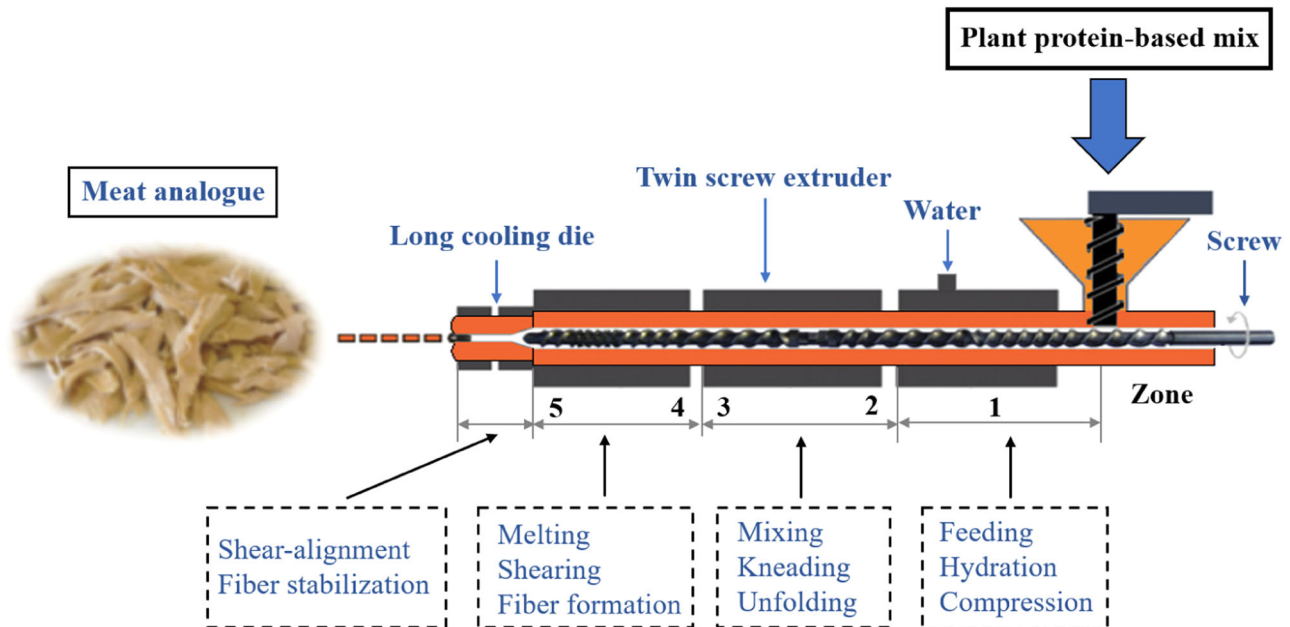 Plant protein-based mix
Meat analogue
Twin screw extruder
Long cooling die
Water
Screw
5 4 3 2 1 Zone
Shear-alignment
Fiber stabilization
Melting
Shearing
Fiber formation
Mixing
Kneading
Unfolding
Feeding
Hydration
Compression